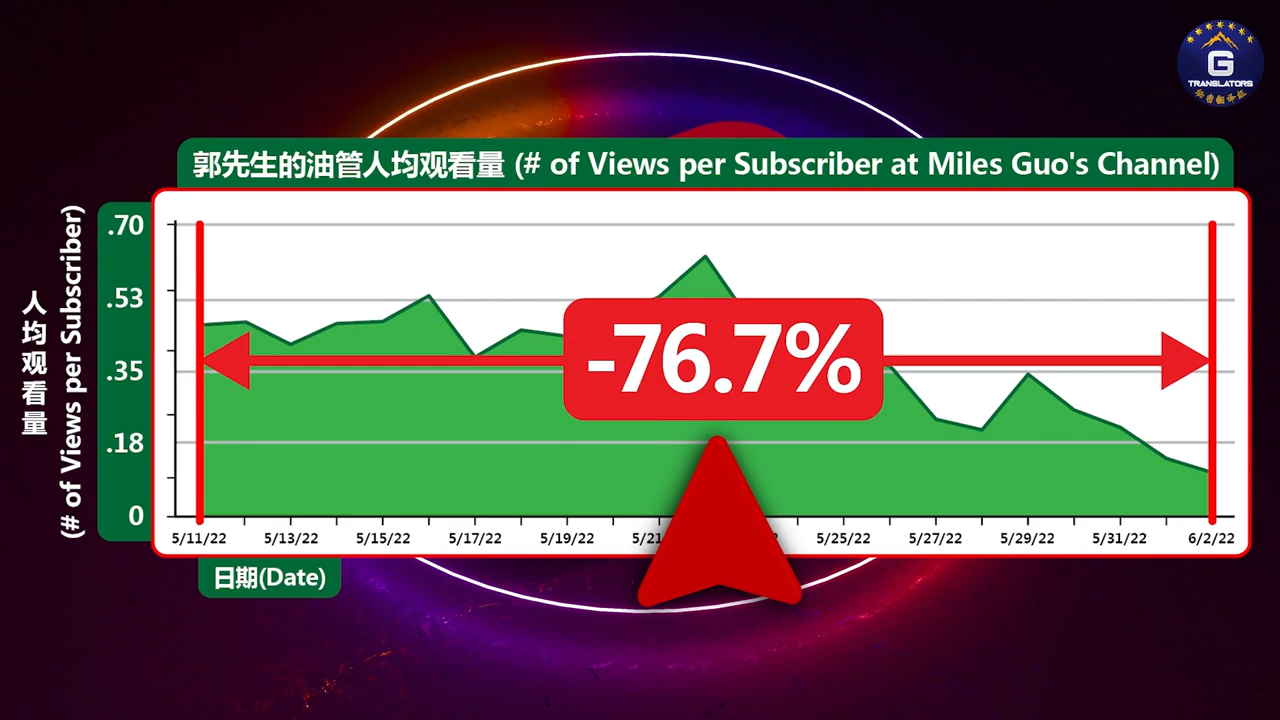 G
TRANSLATORS
郭先生的油管人均观看量 (# of Views per Subscriber at Miles Guo's Channel)
人均观看量
(# of Views per Subscriber)
.70
.53
.35
.18
0
-76.7%
5/11/22 5/13/22 5/15/22 5/17/22 5/19/22 5/21 5/25/22 5/27/22 5/29/22 5/31/22 6/2/22
日期(Date)